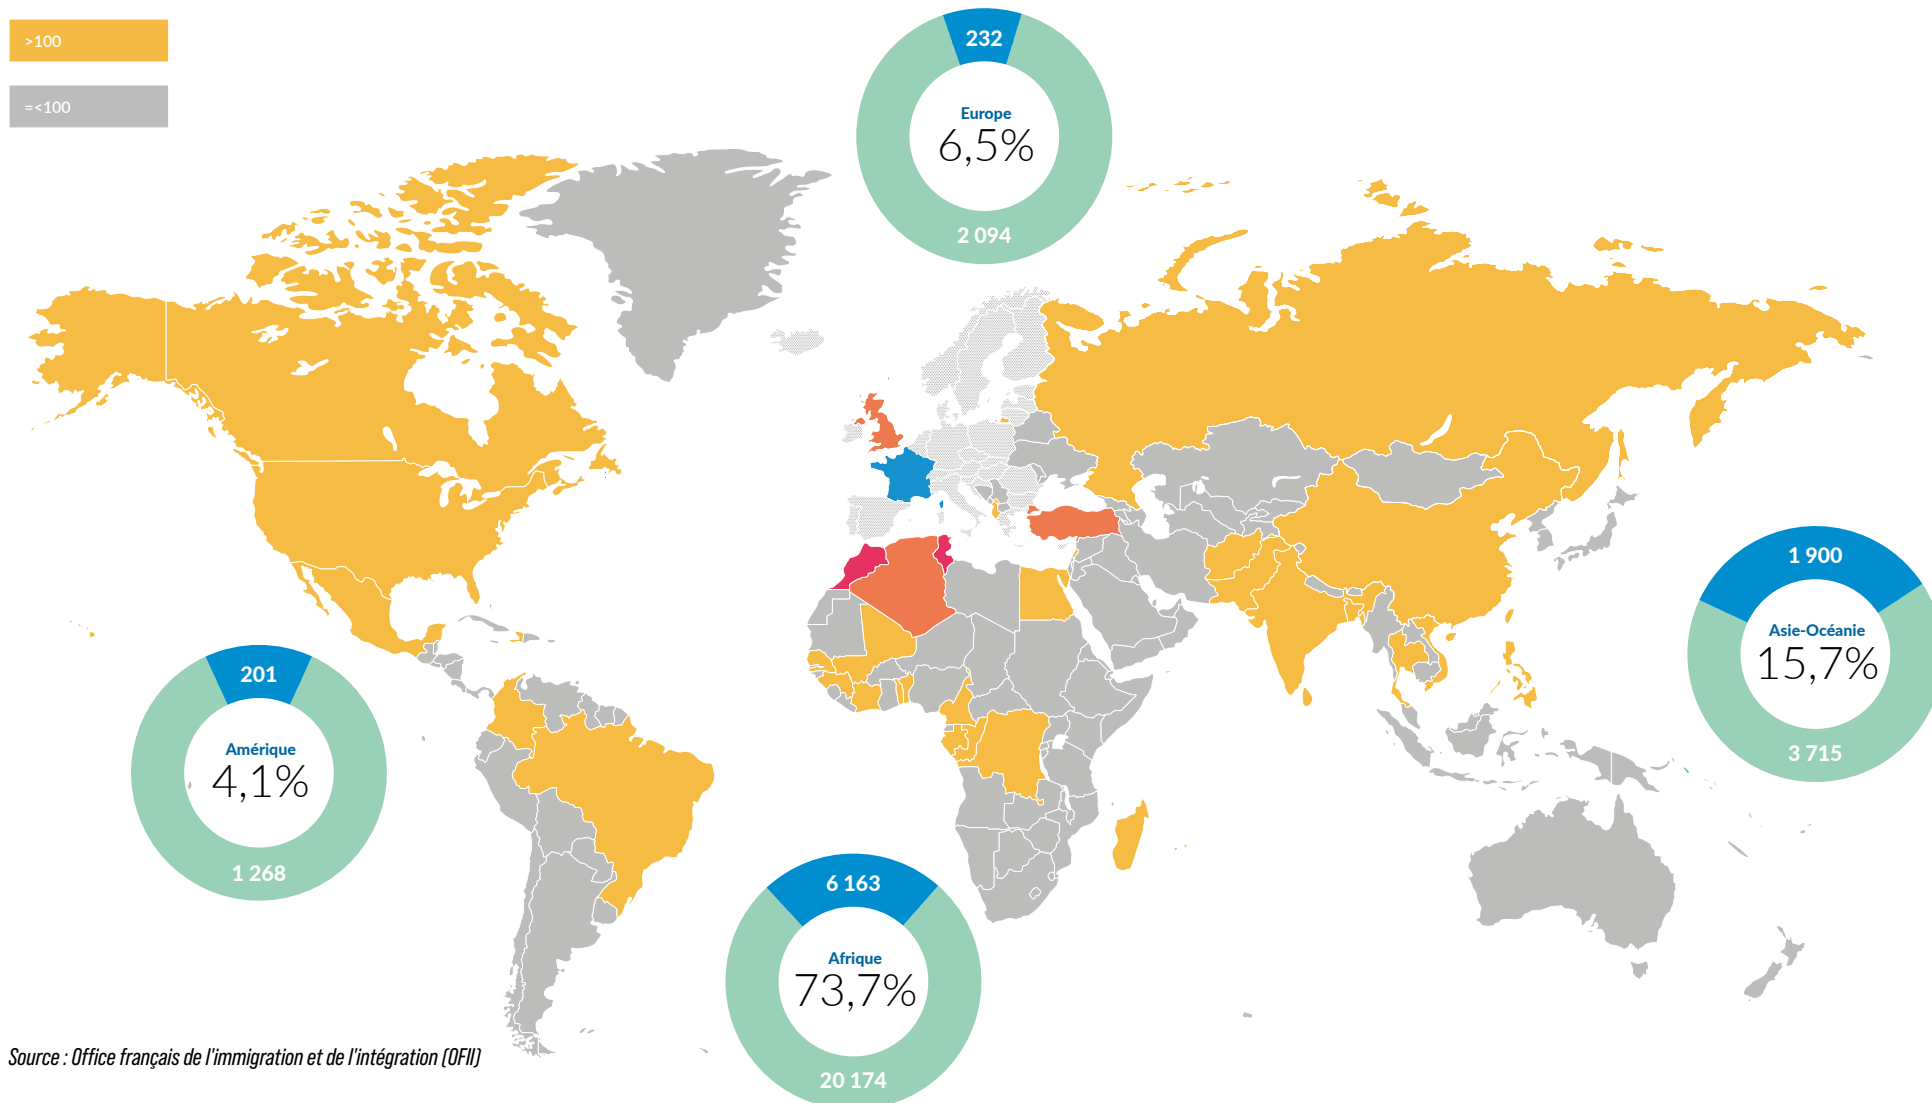 >100
=<100
232
Europe
6,5%
2 094
1 900
Asie-Océanie
15,7%
3 715
201
Amérique
4,1%
1 268
6 163
Afrique
73,7%
20 174
Source : Office français de l'immigration et de l'intégration (OFII)